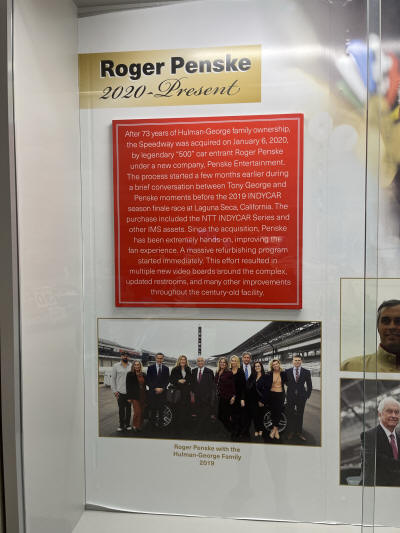 Roger Penske
2020-Present
After 73 years of Hulman-George family ownership,
the Speedway was acquired on January 6, 2020,
by legendary "500" car entrant Roger Penske
under a new company, Penske Entertainment.
The process started a few months earlier during
a brief conversation between Tony George and
Penske moments before the 2019 INDYCAR
season finale race at Laguna Seca, California. The
purchase included the NTT INDYCAR Series and
other IMS assets. Since the acquisition, Penske
has been extremely hands-on, improving the
fan experience. A massive refurbishing program
started immediately. This effort resulted in
multiple new video boards around the complex,
updated restrooms, and many other improvements
throughout the century-old facility.
Roger Penske with the
Hulman-George Family
2019